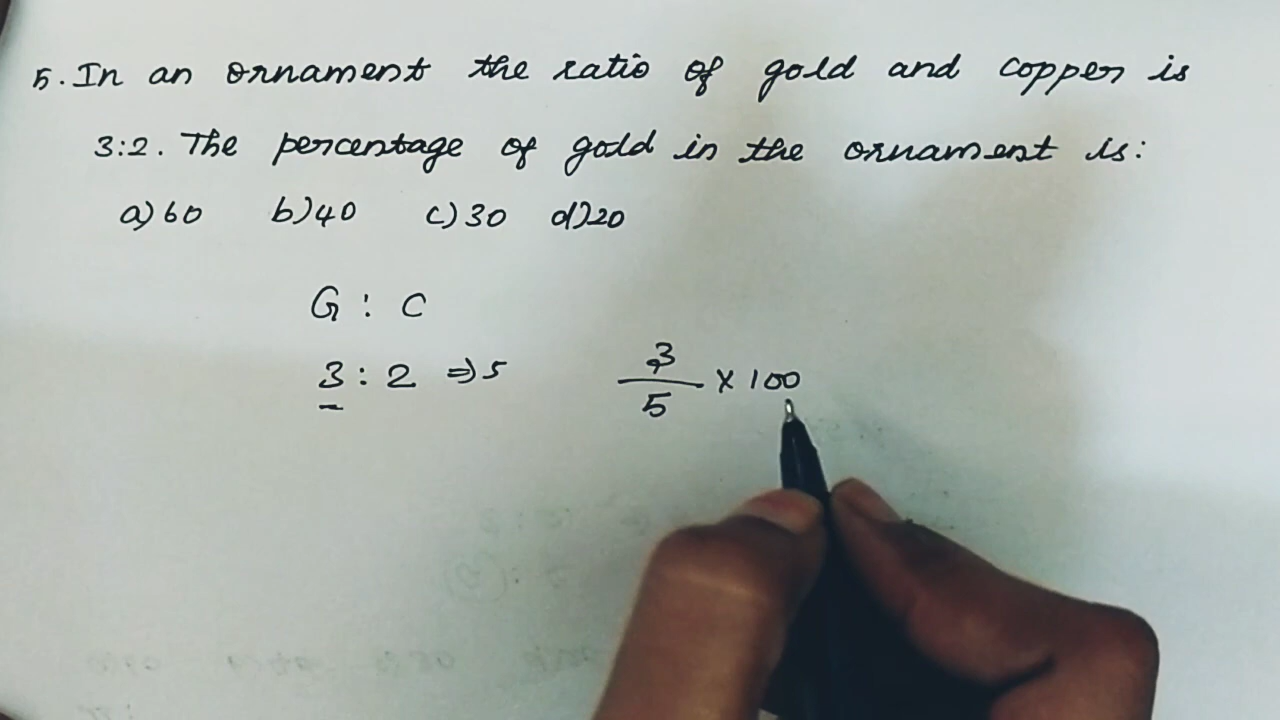 5. In an ornament the ratio of gold and copper is
3:2. The percentage of gold in the ornament is:
a) 60 b) 40 c) 30 d) 20
G : C
3 : 2 ⇒ 5
3/5 × 100